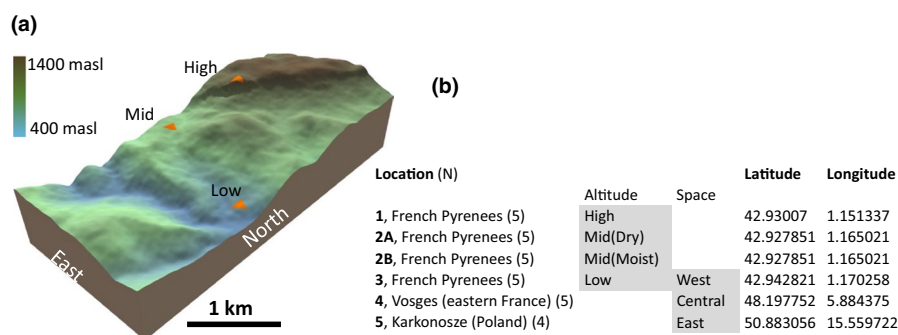 (a)
1400 masl
400 masl
High
Mid
Low
East
North
1 km
(b)
Location (N) Latitude Longitude
Altitude Space
1, French Pyrenees (5) High 42.93007 1.151337
2A, French Pyrenees (5) Mid(Dry) 42.927851 1.165021
2B, French Pyrenees (5) Mid(Moist) 42.927851 1.165021
3, French Pyrenees (5) Low West 42.942821 1.170258
4, Vosges (eastern France) (5) Central 48.197752 5.884375
5, Karkonosze (Poland) (4) East 50.883056 15.559722